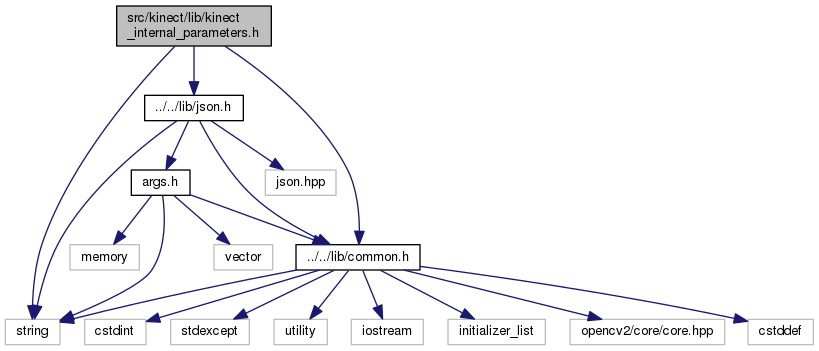 src/kinect/lib/kinect
_internal_parameters.h
../../lib/json.h
args.h
json.hpp
memory
vector
../../lib/common.h
string
cstdint
stdexcept
utility
iostream
initializer_list
opencv2/core/core.hpp
cstddef